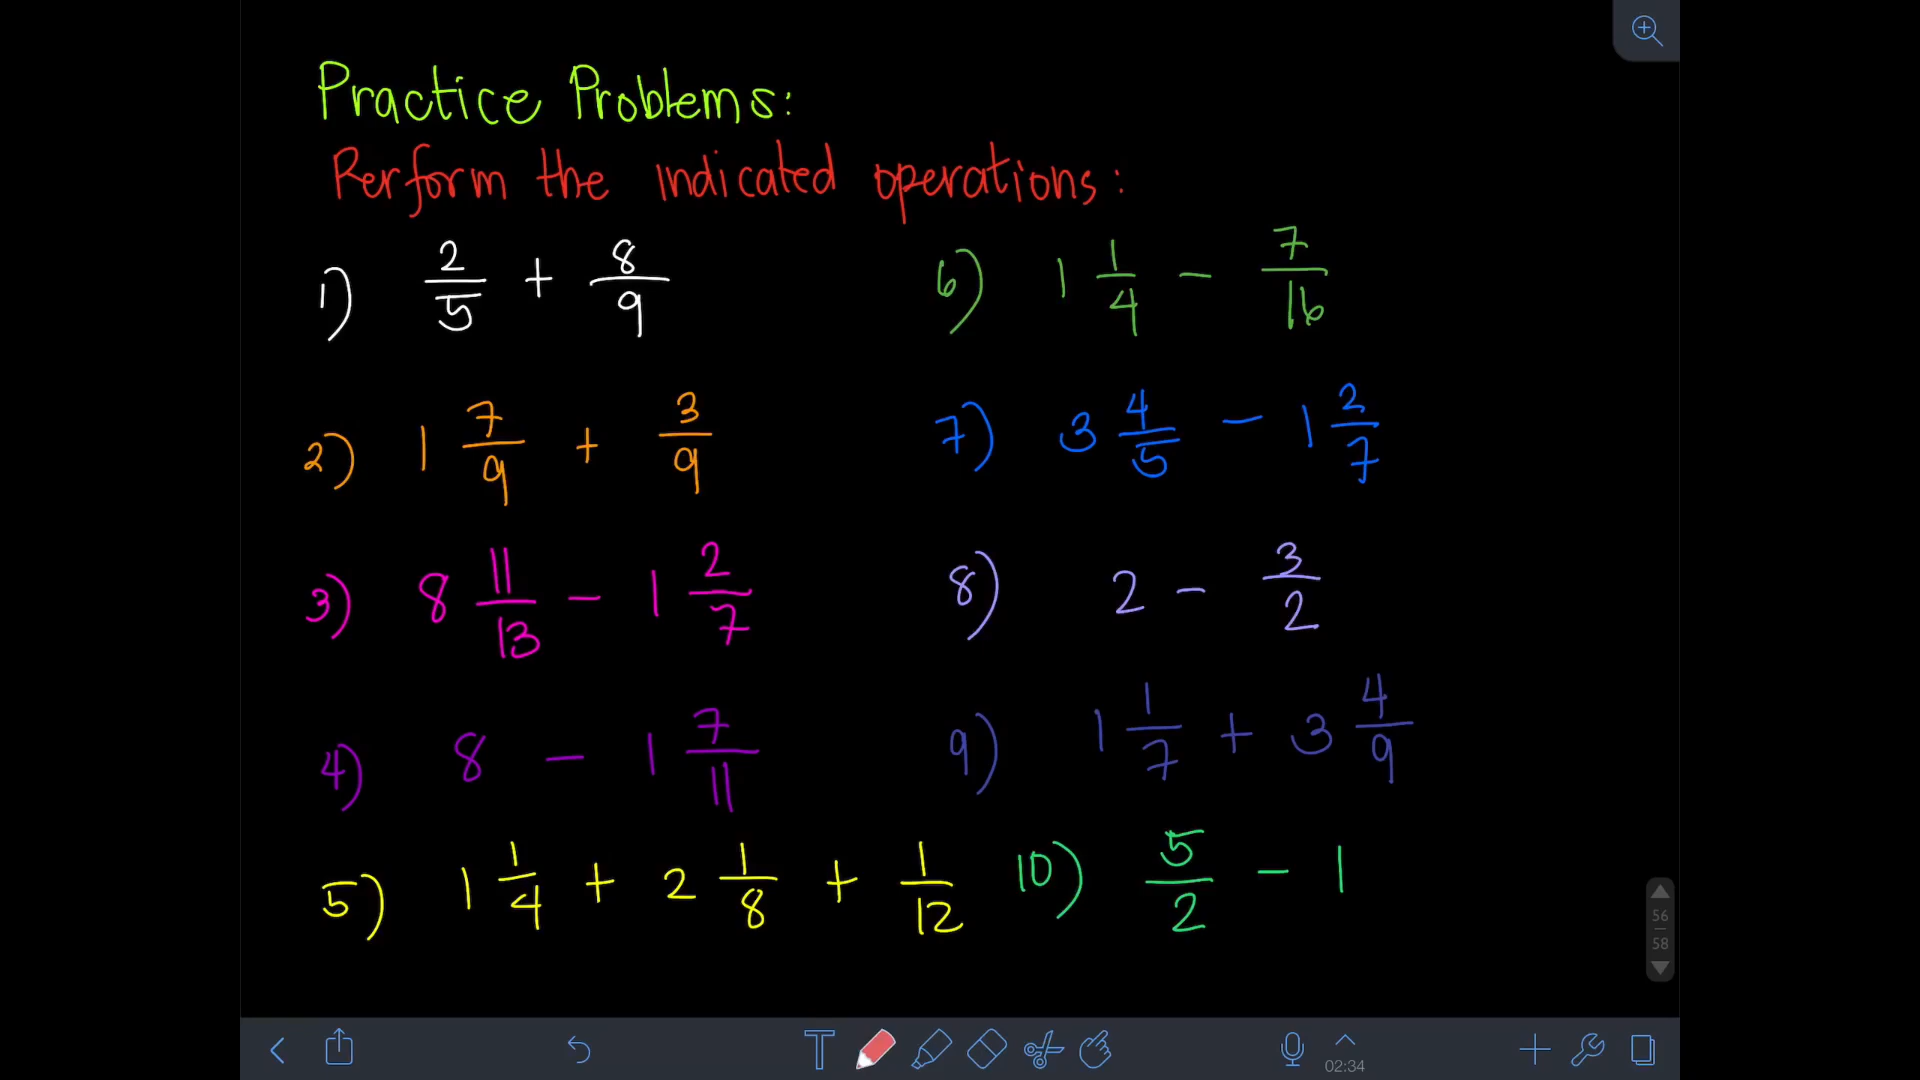 Practice Problems:
Perform the indicated operations:
1) 2/5 + 8/9
2) 1 7/9 + 3/9
3) 8 11/13 − 1 2/7
4) 8 − 1 7/11
5) 1 1/4 + 2 1/8 + 1/12
6) 1 1/4 − 7/16
7) 3 4/5 − 1 2/7
8) 2 − 3/2
9) 1 1/7 + 3 4/9
10) 5/2 − 1
56
58
T
02:34